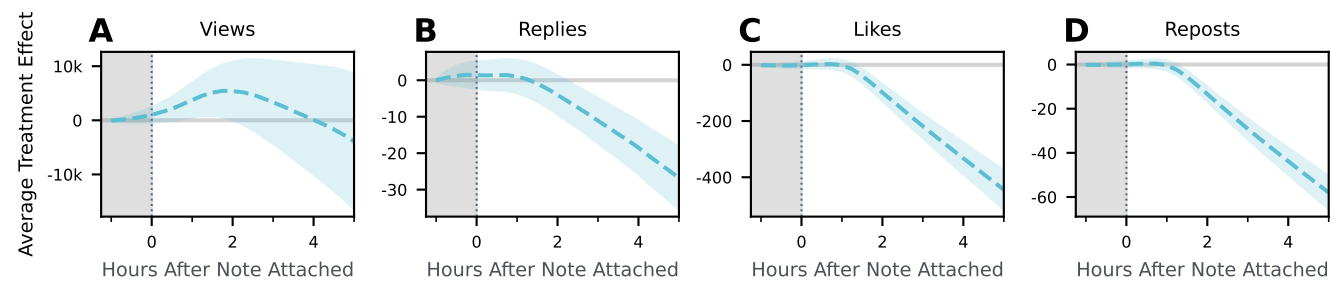 A Views
B Replies
C Likes
D Reposts
Average Treatment Effect
10k
0
-10k
0 2 4
Hours After Note Attached
0
-10
-20
-30
0 2 4
Hours After Note Attached
0
-200
-400
0 2 4
Hours After Note Attached
0
-20
-40
-60
0 2 4
Hours After Note Attached